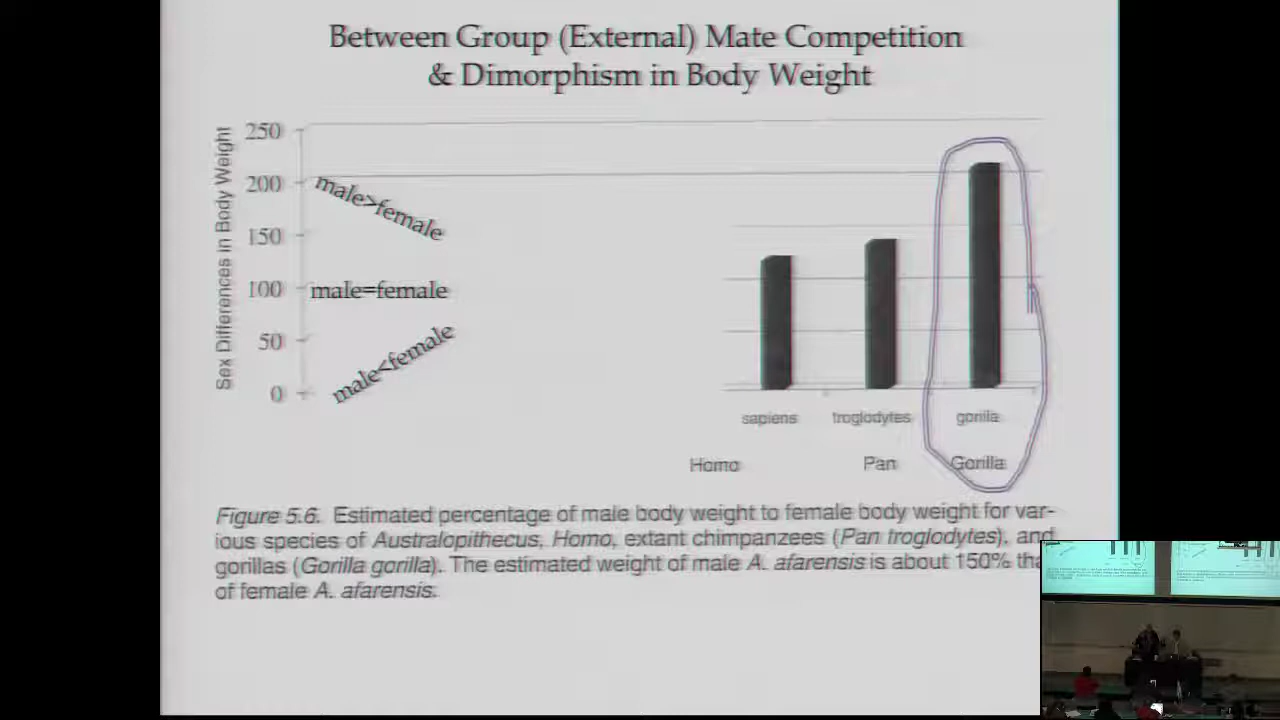 Between Group (External) Mate Competition
& Dimorphism in Body Weight
Sex Differences in Body Weight
250
200
150
100
50
0
male>female
male=female
male<female
sapiens troglodytes gorilla
Homo Pan Gorilla
Figure 5.6. Estimated percentage of male body weight to female body weight for var-
ious species of Australopithecus, Homo, extant chimpanzees (Pan troglodytes), and
gorillas (Gorilla gorilla). The estimated weight of male A. afarensis is about 150%
of female A. afarensis.